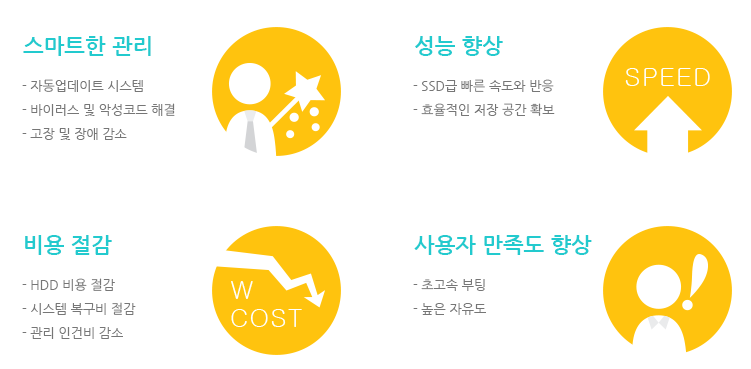 스마트한 관리
- 자동업데이트 시스템
- 바이러스 및 악성코드 해결
- 고장 및 장애 감소
성능 향상
- SSD급 빠른 속도와 반응
- 효율적인 저장 공간 확보
SPEED
비용 절감
- HDD 비용 절감
- 시스템 복구비 절감
- 관리 인건비 감소
W
COST
사용자 만족도 향상
- 초고속 부팅
- 높은 자유도